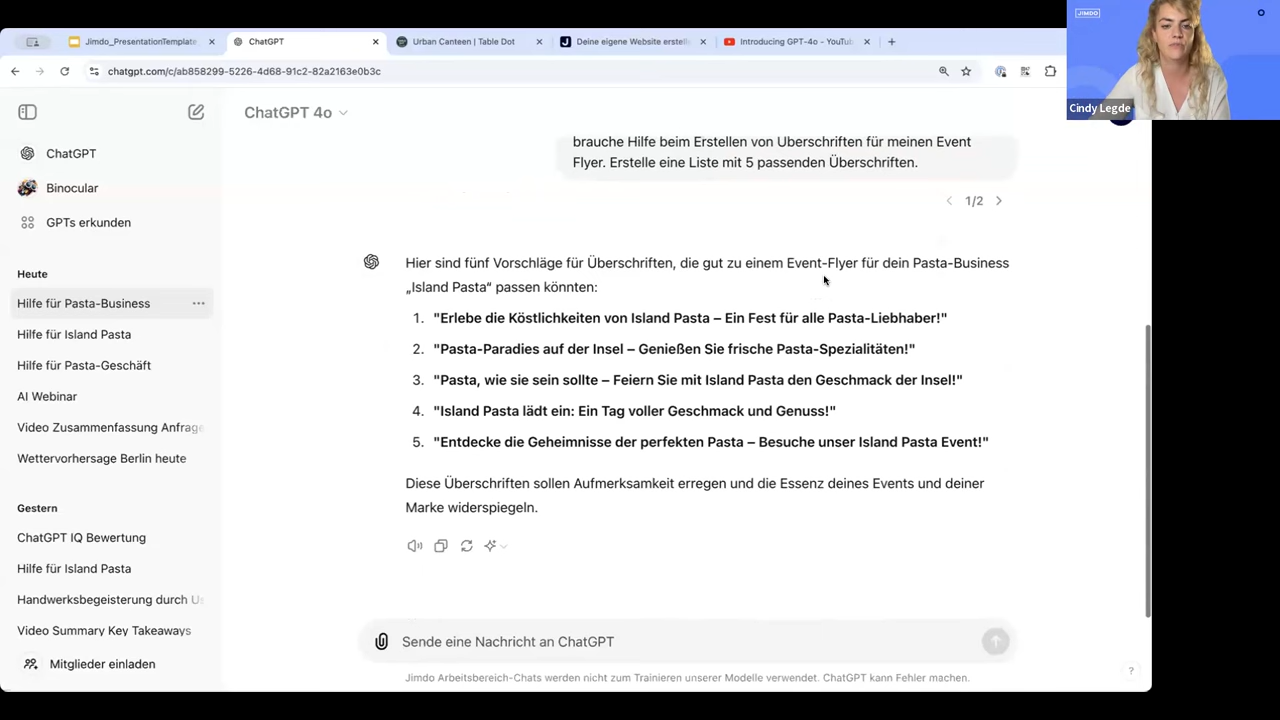 JIMDO
Cindy Legde
Jimdo_PresentationTemplate
ChatGPT
Urban Canteen | Table Dot
Deine eigene Website erstell
Introducing GPT-4o - YouTu
chatgpt.com/c/ab858299-5226-4d68-91c2-82a2163e0b3c
ChatGPT
Binocular
GPTs erkunden
Heute
Hilfe für Pasta-Business
Hilfe für Island Pasta
Hilfe für Pasta-Geschäft
AI Webinar
Video Zusammenfassung Anfrage
Wettervorhersage Berlin heute
Gestern
ChatGPT IQ Bewertung
Hilfe für Island Pasta
Handwerksbegeisterung durch Us
Video Summary Key Takeaways
Mitglieder einladen
ChatGPT 4o
brauche Hilfe beim Erstellen von Überschriften für meinen Event
Flyer. Erstelle eine Liste mit 5 passenden Überschriften.
1/2
Hier sind fünf Vorschläge für Überschriften, die gut zu einem Event-Flyer für dein Pasta-Business
„Island Pasta“ passen könnten:
1. "Erlebe die Köstlichkeiten von Island Pasta – Ein Fest für alle Pasta-Liebhaber!"
2. "Pasta-Paradies auf der Insel – Genießen Sie frische Pasta-Spezialitäten!"
3. "Pasta, wie sie sein sollte – Feiern Sie mit Island Pasta den Geschmack der Insel!"
4. "Island Pasta lädt ein: Ein Tag voller Geschmack und Genuss!"
5. "Entdecke die Geheimnisse der perfekten Pasta – Besuche unser Island Pasta Event!"
Diese Überschriften sollen Aufmerksamkeit erregen und die Essenz deines Events und deiner
Marke widerspiegeln.
Sende eine Nachricht an ChatGPT
Jimdo Arbeitsbereich-Chats werden nicht zum Trainieren unserer Modelle verwendet. ChatGPT kann Fehler machen.
?